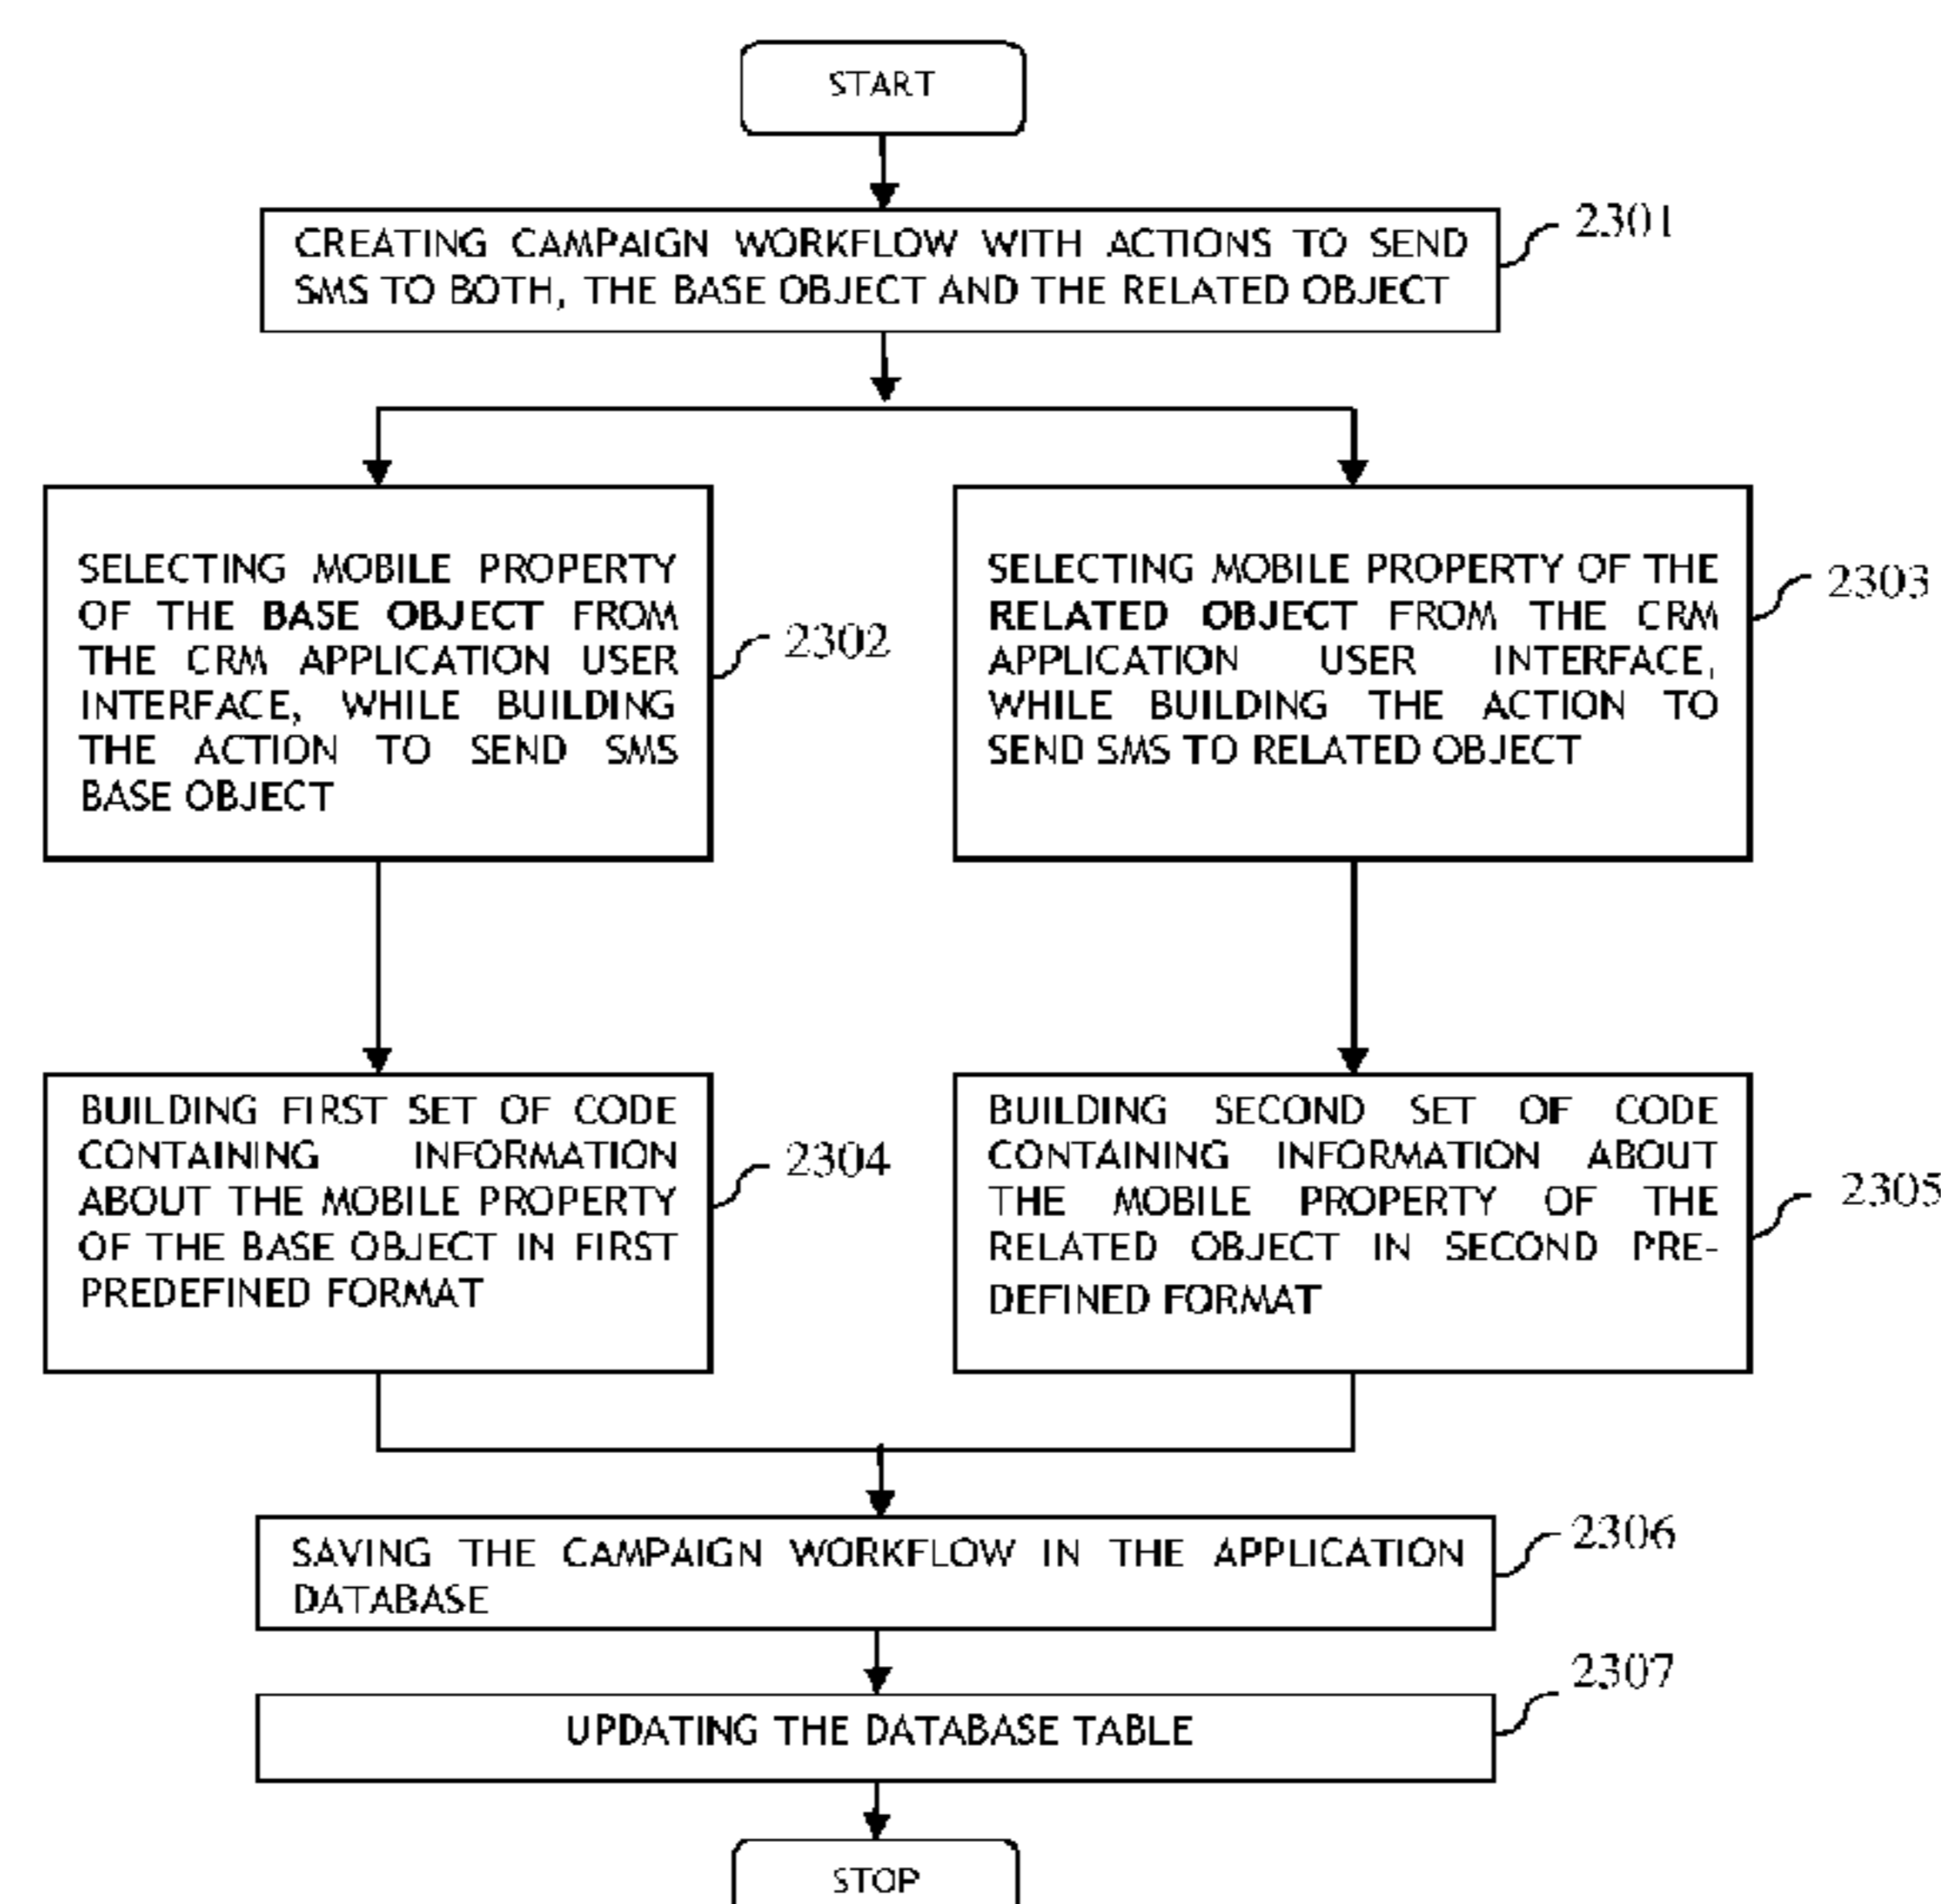 START
CREATING CAMPAIGN WORKFLOW WITH ACTIONS TO SEND
SMS TO BOTH, THE BASE OBJECT AND THE RELATED OBJECT
2301
SELECTING MOBILE PROPERTY
OF THE BASE OBJECT FROM
THE CRM APPLICATION USER
INTERFACE, WHILE BUILDING
THE ACTION TO SEND SMS
BASE OBJECT
2302
SELECTING MOBILE PROPERTY OF THE
RELATED OBJECT FROM THE CRM
APPLICATION USER INTERFACE,
WHILE BUILDING THE ACTION TO
SEND SMS TO RELATED OBJECT
2303
BUILDING FIRST SET OF CODE
CONTAINING INFORMATION
ABOUT THE MOBILE PROPERTY
OF THE BASE OBJECT IN FIRST
PREDEFINED FORMAT
2304
BUILDING SECOND SET OF CODE
CONTAINING INFORMATION ABOUT
THE MOBILE PROPERTY OF THE
RELATED OBJECT IN SECOND PRE-
DEFINED FORMAT
2305
SAVING THE CAMPAIGN WORKFLOW IN THE APPLICATION
DATABASE
2306
UPDATING THE DATABASE TABLE
2307
STOP